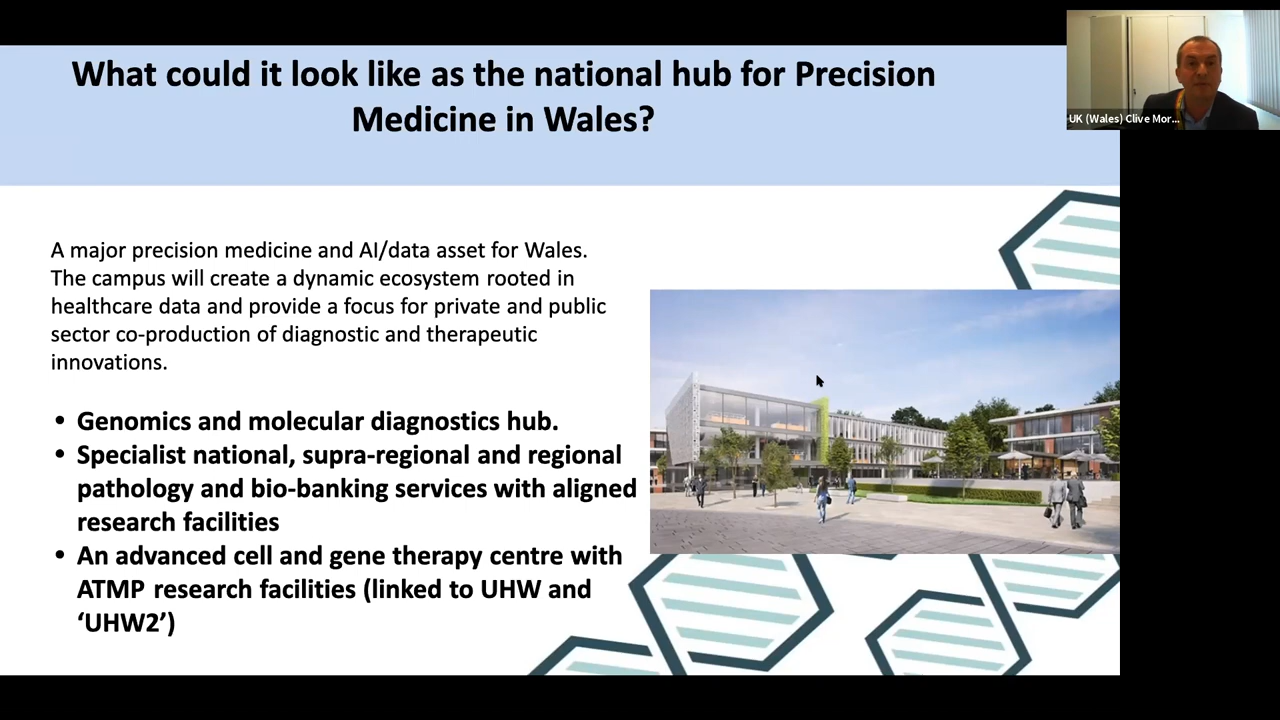 What could it look like as the national hub for Precision
Medicine in Wales?
UK (Wales) Clive Mor...
A major precision medicine and AI/data asset for Wales.
The campus will create a dynamic ecosystem rooted in
healthcare data and provide a focus for private and public
sector co-production of diagnostic and therapeutic
innovations.
• Genomics and molecular diagnostics hub.
• Specialist national, supra-regional and regional
pathology and bio-banking services with aligned
research facilities
• An advanced cell and gene therapy centre with
ATMP research facilities (linked to UHW and
‘UHW2’)